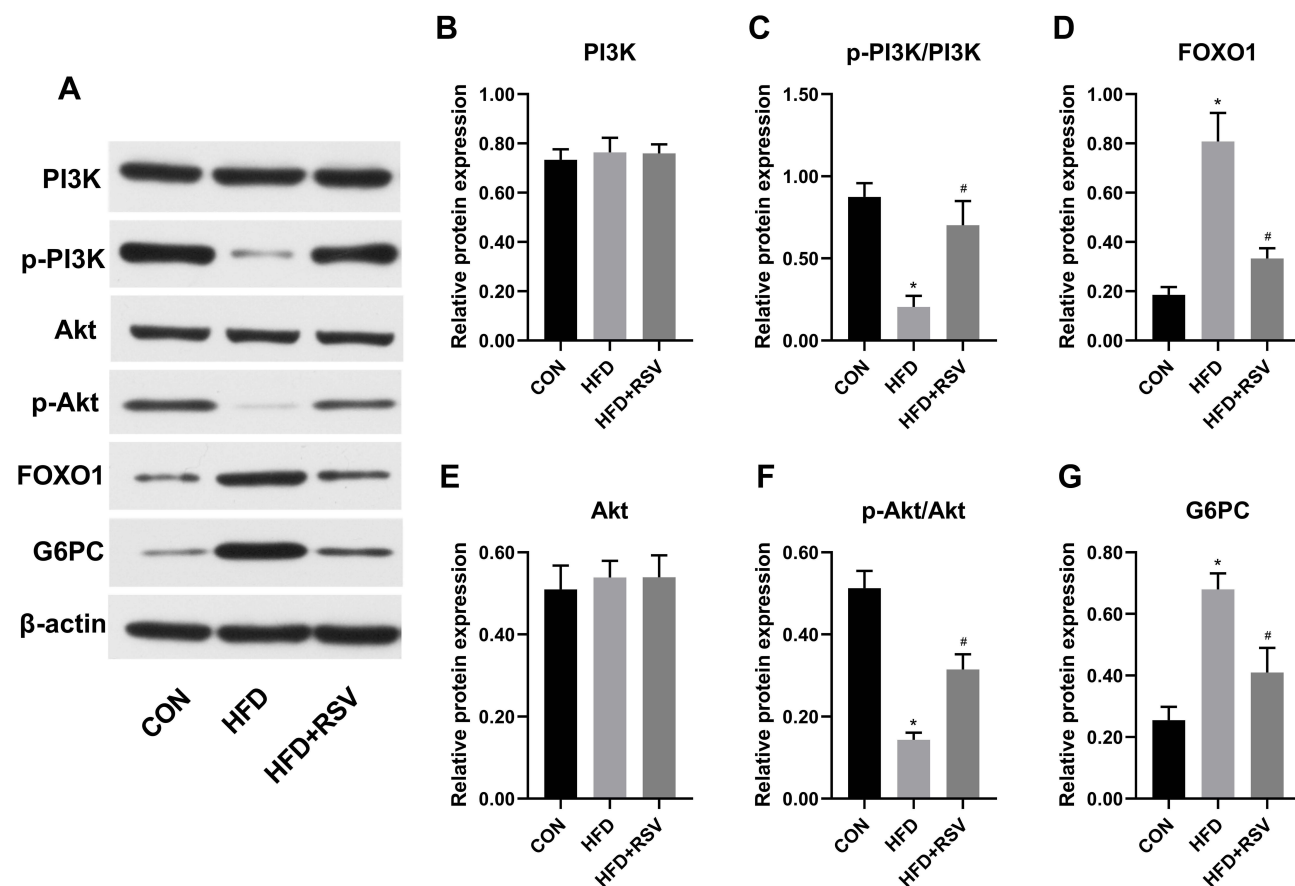 A
PI3K
p-PI3K
Akt
p-Akt
FOXO1
G6PC
β-actin
CON
HFD
HFD+RSV
B
PI3K
Relative protein expression
1.00
0.80
0.60
0.40
0.20
0.00
CON
HFD
HFD+RSV
C
p-PI3K/PI3K
Relative protein expression
1.50
1.00
0.50
0.00
*
#
CON
HFD
HFD+RSV
D
FOXO1
Relative protein expression
1.00
0.80
0.60
0.40
0.20
0.00
*
#
CON
HFD
HFD+RSV
E
Akt
Relative protein expression
0.60
0.40
0.20
0.00
CON
HFD
HFD+RSV
F
p-Akt/Akt
Relative protein expression
0.60
0.40
0.20
0.00
*
#
CON
HFD
HFD+RSV
G
G6PC
Relative protein expression
0.80
0.60
0.40
0.20
0.00
*
#
CON
HFD
HFD+RSV